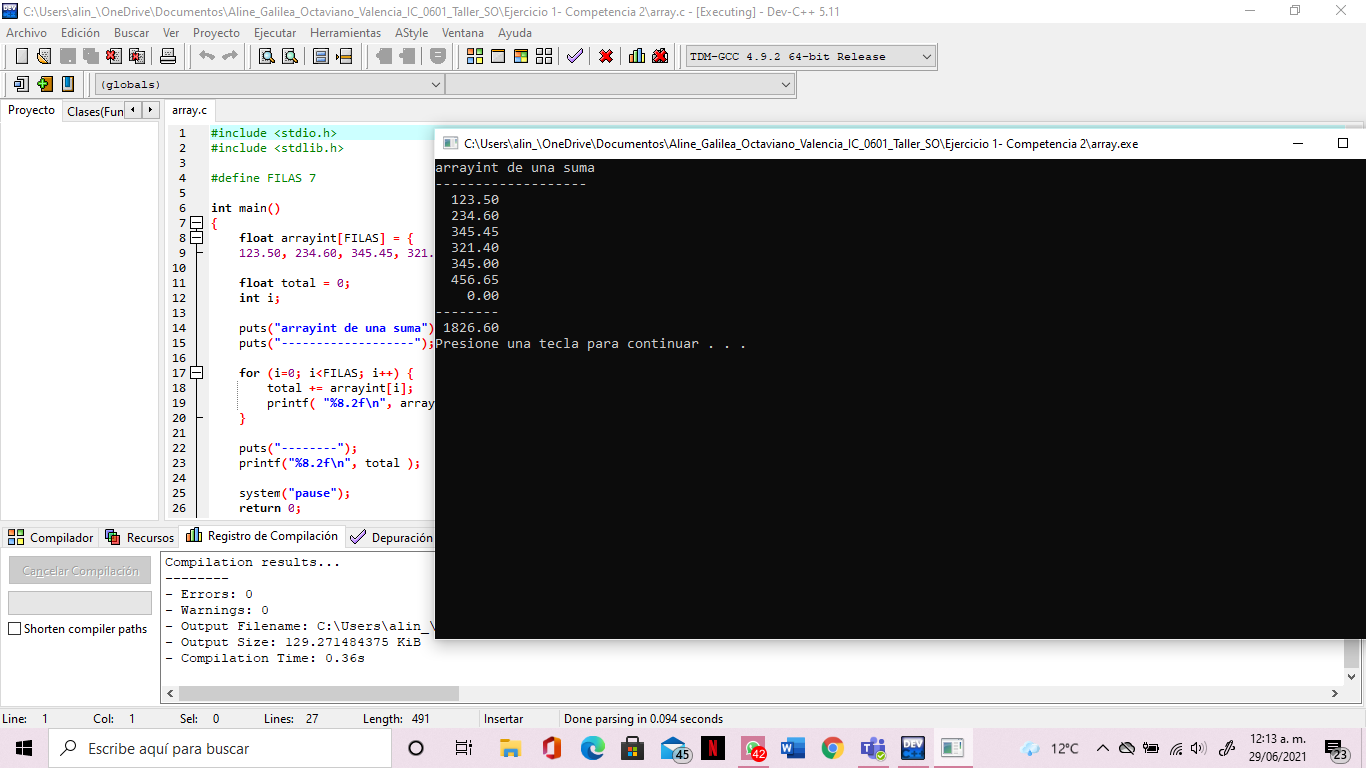 C:\Users\alin_\OneDrive\Documentos\Aline_Galilea_Octaviano_Valencia_IC_0601_Taller_SO\Ejercicio 1- Competencia 2\array.c - [Executing] - Dev-C++ 5.11
Archivo Edición Buscar Ver Proyecto Ejecutar Herramientas AStyle Ventana Ayuda
TDM-GCC 4.9.2 64-bit Release
(globals)
Proyecto Clases(Fun array.c
1 #include <stdio.h>
2 #include <stdlib.h>
3
4 #define FILAS 7
5
6 int main()
7 {
8 float arrayint[FILAS] = {
9 123.50, 234.60, 345.45, 321.
10
11 float total = 0;
12 int i;
13
14 puts("arrayint de una suma")
15 puts("-------------------");
16
17 for (i=0; i<FILAS; i++) {
18 total += arrayint[i];
19 printf( "%8.2f\n", array
20 }
21
22 puts("--------");
23 printf("%8.2f\n", total );
24
25 system("pause");
26 return 0;
C:\Users\alin_\OneDrive\Documentos\Aline_Galilea_Octaviano_Valencia_IC_0601_Taller_SO\Ejercicio 1- Competencia 2\array.exe
arrayint de una suma
-------------------
123.50
234.60
345.45
321.40
345.00
456.65
0.00
--------
1826.60
Presione una tecla para continuar . . .
Compilador Recursos Registro de Compilación Depuración
Cancelar Compilación
Shorten compiler paths
Compilation results...
--------
- Errors: 0
- Warnings: 0
- Output Filename: C:\Users\alin_\
- Output Size: 129.271484375 KiB
- Compilation Time: 0.36s
Line: 1 Col: 1 Sel: 0 Lines: 27 Length: 491 Insertar Done parsing in 0.094 seconds
Escribe aquí para buscar
45
N
42
W
DEV
12°C
12:13 a. m.
29/06/2021
23